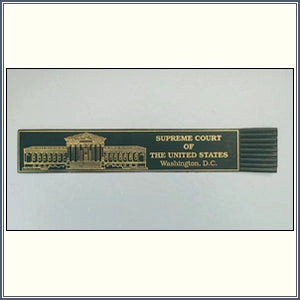 SUPREME COURT
OF
THE UNITED STATES
Washington, D.C.